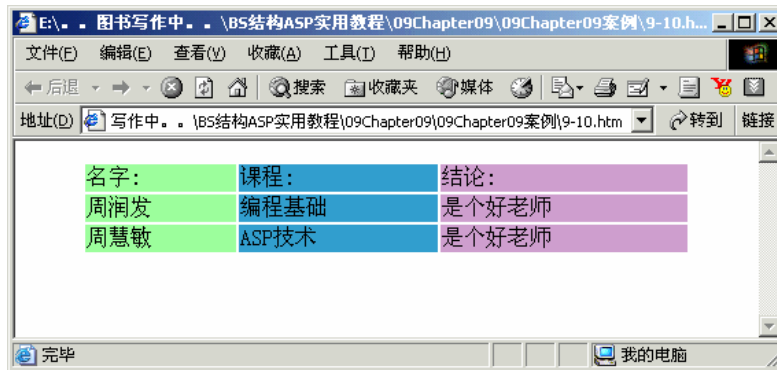 E:\。。图书写作中。。\BS结构ASP实用教程\09Chapter09\09Chapter09案例\9-10.h...
文件(F) 编辑(E) 查看(V) 收藏(A) 工具(T) 帮助(H)
后退 搜索 收藏夹 媒体
地址(D) 写作中。。\BS结构ASP实用教程\09Chapter09\09Chapter09案例\9-10.htm 转到 链接
名字: 课程: 结论:
周润发 编程基础 是个好老师
周慧敏 ASP技术 是个好老师
完毕 我的电脑